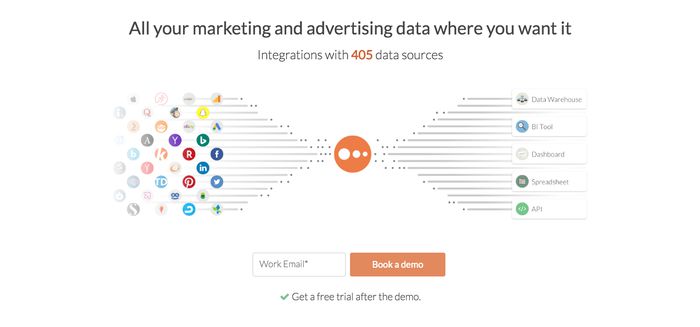 All your marketing and advertising data where you want it
Integrations with 405 data sources
Data Warehouse
BI Tool
Dashboard
Spreadsheet
API
Work Email*
Book a demo
Get a free trial after the demo.